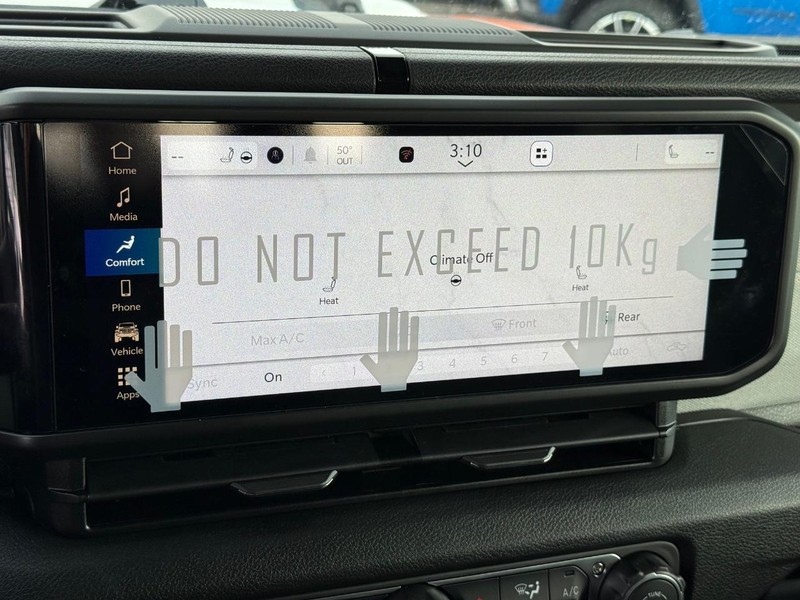 --
50°
OUT
3:10
--
Home
Media
Comfort
Phone
Vehicle
Apps
DO NOT EXCEED 10Kg
Climate Off
Heat
Heat
Max A/C
Front
Rear
Sync
On
1
3
4
5
6
7
Auto
A/C
TUNE